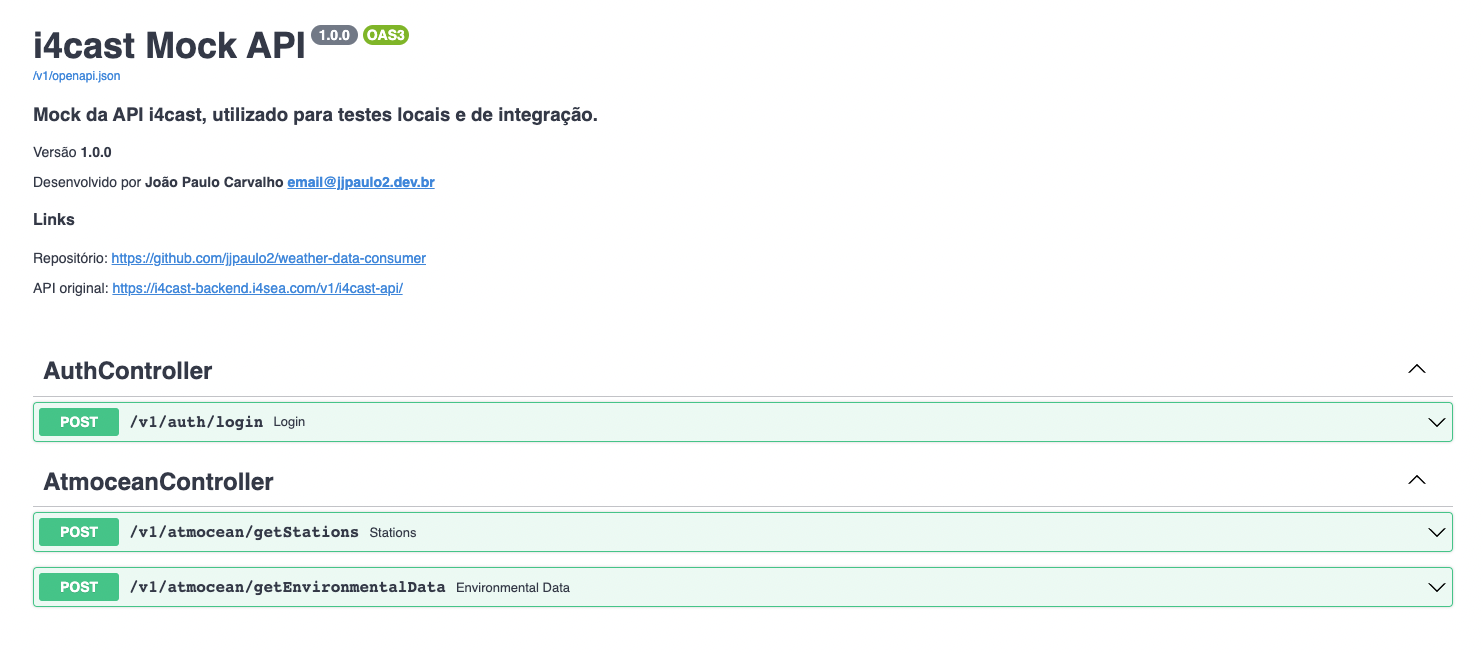 i4cast Mock API 1.0.0 OAS3
/v1/openapi.json
Mock da API i4cast, utilizado para testes locais e de integração.
Versão 1.0.0
Desenvolvido por João Paulo Carvalho email@jjpaulo2.dev.br
Links
Repositório: https://github.com/jjpaulo2/weather-data-consumer
API original: https://i4cast-backend.i4sea.com/v1/i4cast-api/
AuthController
POST /v1/auth/login Login
AtmoceanController
POST /v1/atmocean/getStations Stations
POST /v1/atmocean/getEnvironmentalData Environmental Data